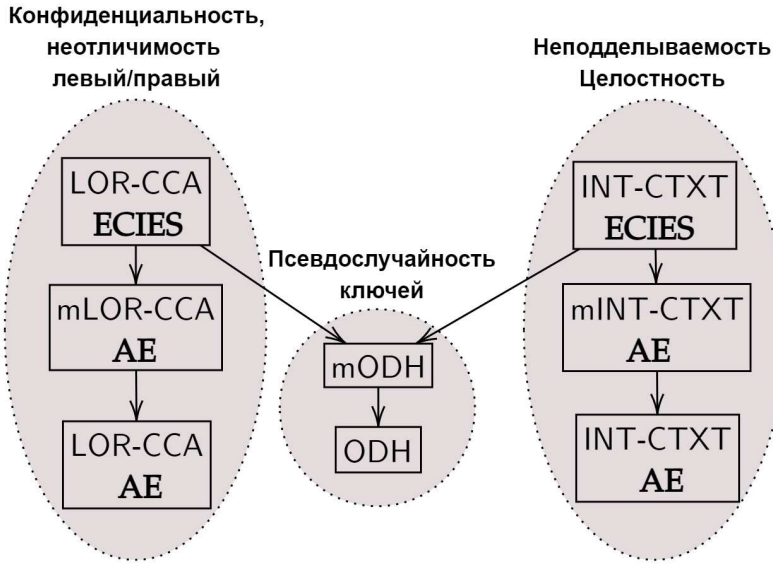 Конфиденциальность,
неотличимость
левый/правый
LOR-CCA
ECIES
mLOR-CCA
AE
LOR-CCA
AE
Псевдослучайность
ключей
mODH
ODH
Неподделываемость
Целостность
INT-CTXT
ECIES
mINT-CTXT
AE
INT-CTXT
AE